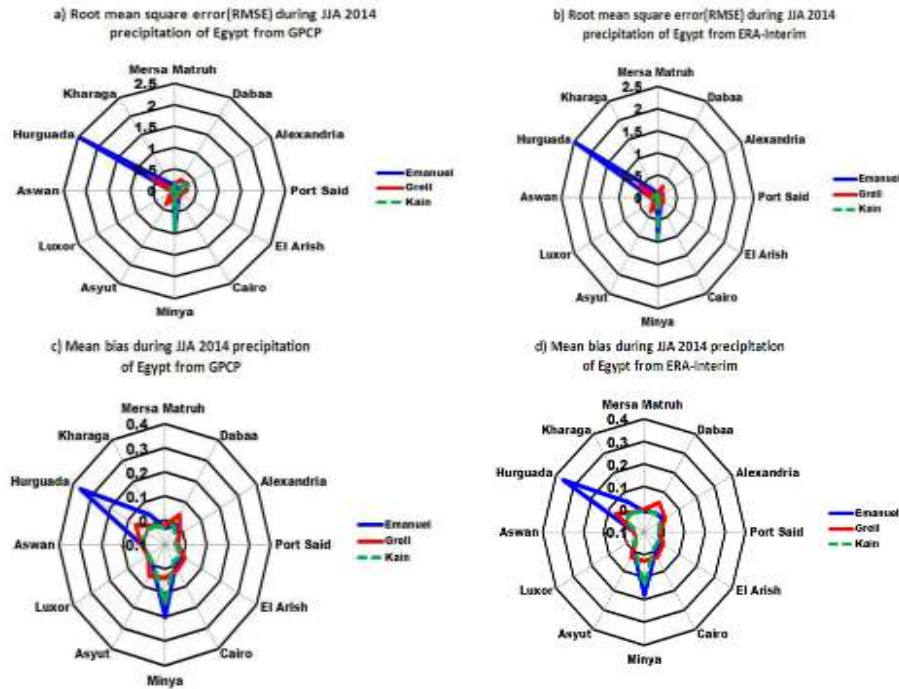 a) Root mean square error(RMSE) during JJA 2014
precipitation of Egypt from GPCP
Mersa Matruh
Dabaa
Alexandria
Port Said
El Arish
Cairo
Minya
Asyut
Luxor
Aswan
Hurguada
Kharaga
2.5
2
1.5
1
Emanuel
Grell
Kain
b) Root mean square error(RMSE) during JJA 2014
precipitation of Egypt from ERA-Interim
Mersa Matruh
Dabaa
Alexandria
Port Said
El Arish
Cairo
Minya
Asyut
Luxor
Aswan
Hurguada
Kharaga
2.5
2
1.5
1
Emanuel
Grell
Kain
c) Mean bias during JJA 2014 precipitation
of Egypt from GPCP
Mersa Matruh
Dabaa
Alexandria
Port Said
El Arish
Cairo
Minya
Asyut
Luxor
Aswan
Hurguada
Kharaga
0.4
0.3
0.2
0.1
0
Emanuel
Grell
Kain
d) Mean bias during JJA 2014 precipitation
of Egypt from ERA-Interim
Mersa Matruh
Dabaa
Alexandria
Port Said
El Arish
Cairo
Minya
Asyut
Luxor
Aswan
Hurguada
Kharaga
0.4
0.3
0.2
0.1
0
-0.1
Emanuel
Grell
Kain